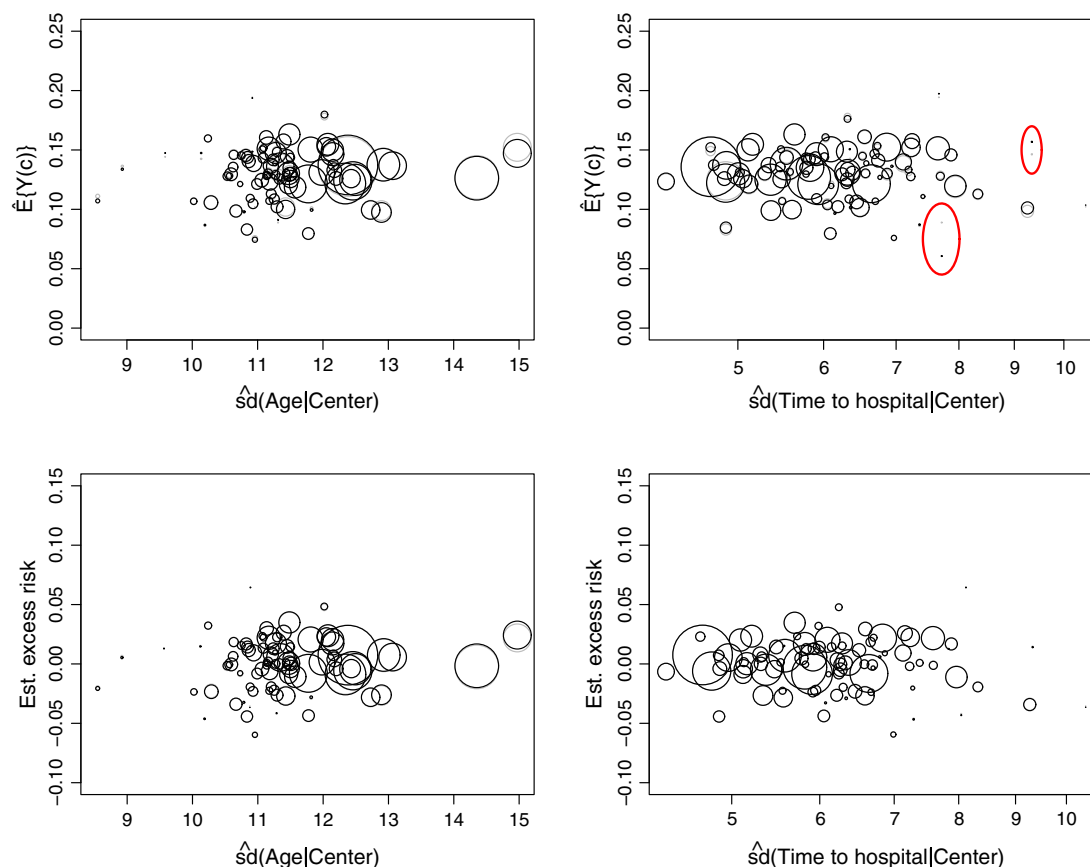 0.00 0.05 0.10 0.15 0.20 0.25
Ê{Y(c)}
9 10 11 12 13 14 15
ŝd(Age|Center)
0.00 0.05 0.10 0.15 0.20 0.25
Ê{Y(c)}
5 6 7 8 9 10
ŝd(Time to hospital|Center)
−0.10 −0.05 0.00 0.05 0.10 0.15
Est. excess risk
9 10 11 12 13 14 15
ŝd(Age|Center)
−0.10 −0.05 0.00 0.05 0.10 0.15
Est. excess risk
5 6 7 8 9 10
ŝd(Time to hospital|Center)